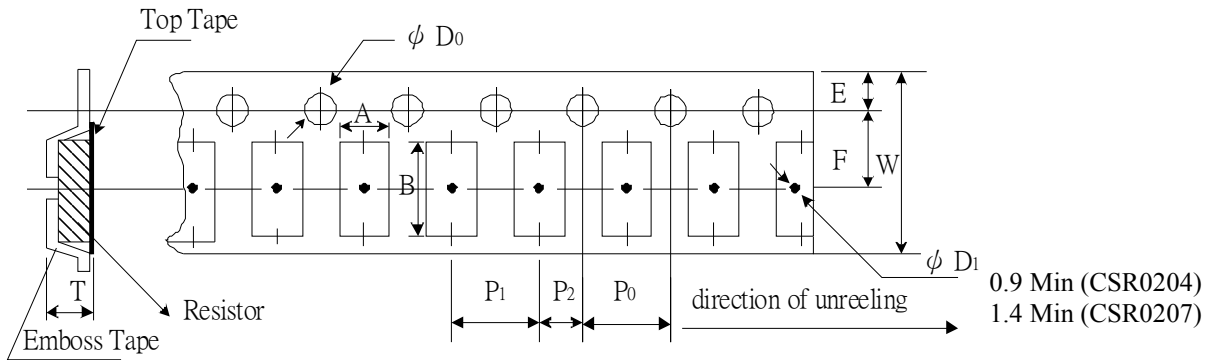 Top Tape
ϕ D₀
E
A
F
W
B
ϕ D₁
0.9 Min (CSR0204)
1.4 Min (CSR0207)
T
P₁
P₂
P₀
direction of unreeling
Resistor
Emboss Tape